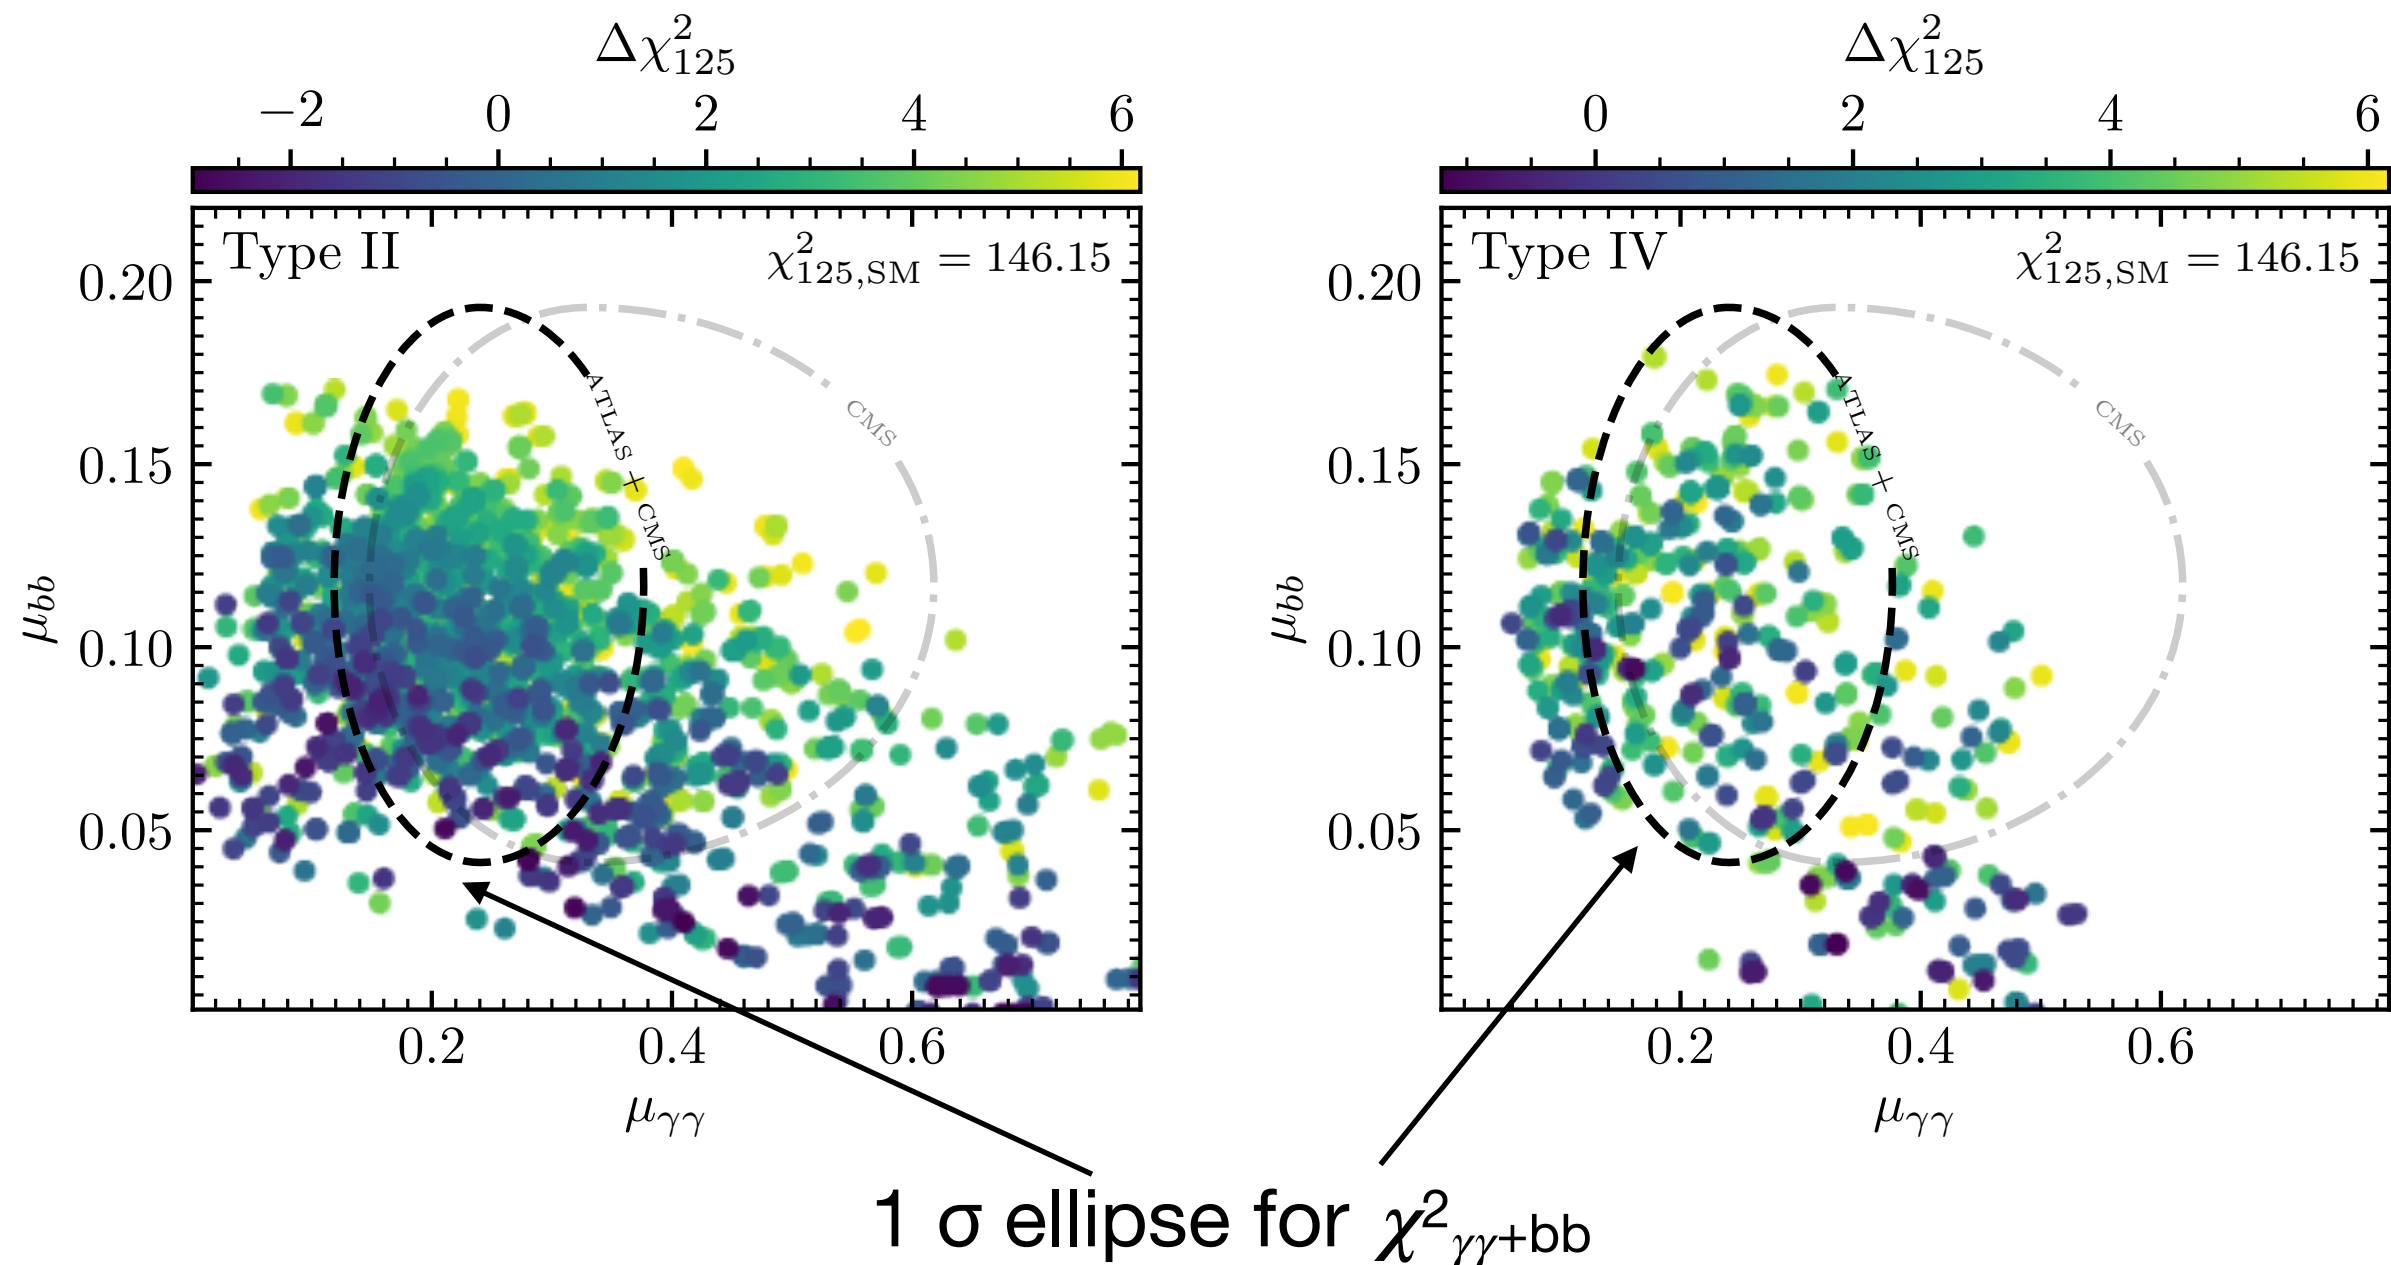 Δχ²₁₂₅
−2 0 2 4 6
Type II
χ²₁₂₅,SM = 146.15
0.20
0.15
0.10
0.05
μbb
ATLAS + CMS
CMS
0.2 0.4 0.6
μγγ
Δχ²₁₂₅
0 2 4 6
Type IV
χ²₁₂₅,SM = 146.15
0.20
0.15
0.10
0.05
μbb
ATLAS + CMS
CMS
0.2 0.4 0.6
μγγ
1 σ ellipse for χ²γγ+bb